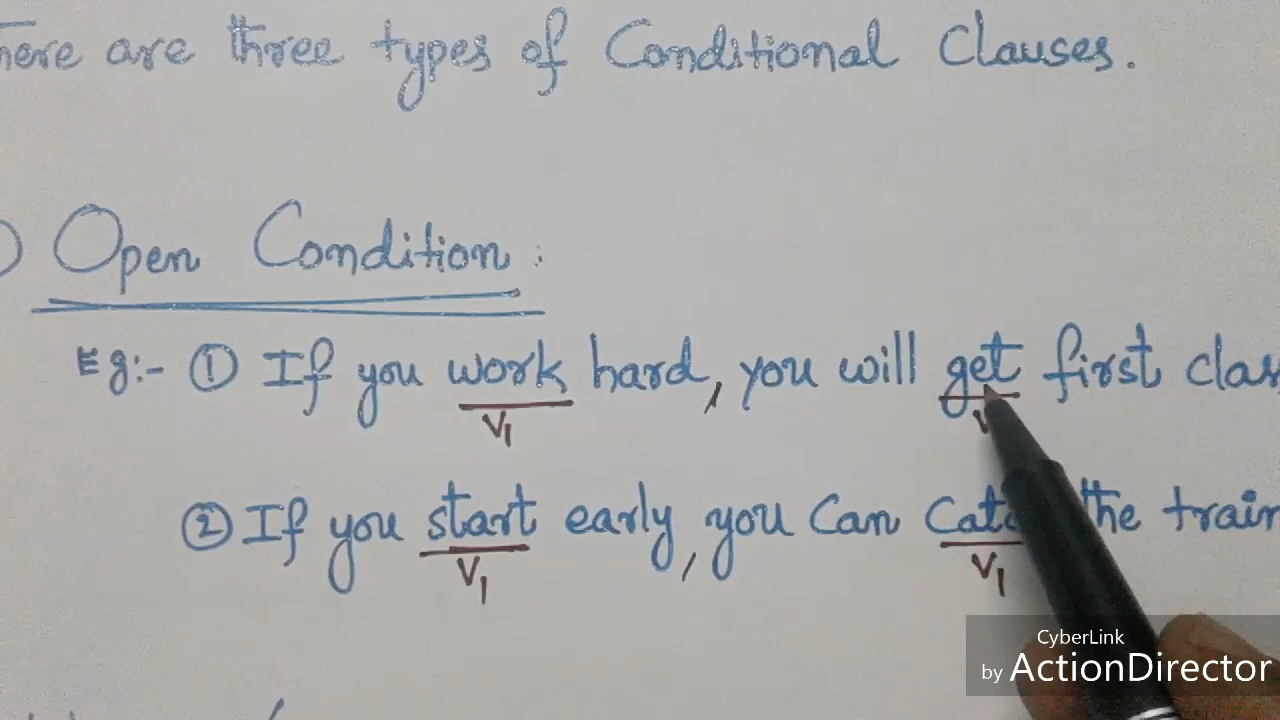 here are three types of Conditional Clauses.
Open Condition :
Eg:- ① If you work hard, you will get first clas
V1 V
② If you start early, you can catc the train
V1 V1
CyberLink
by ActionDirector